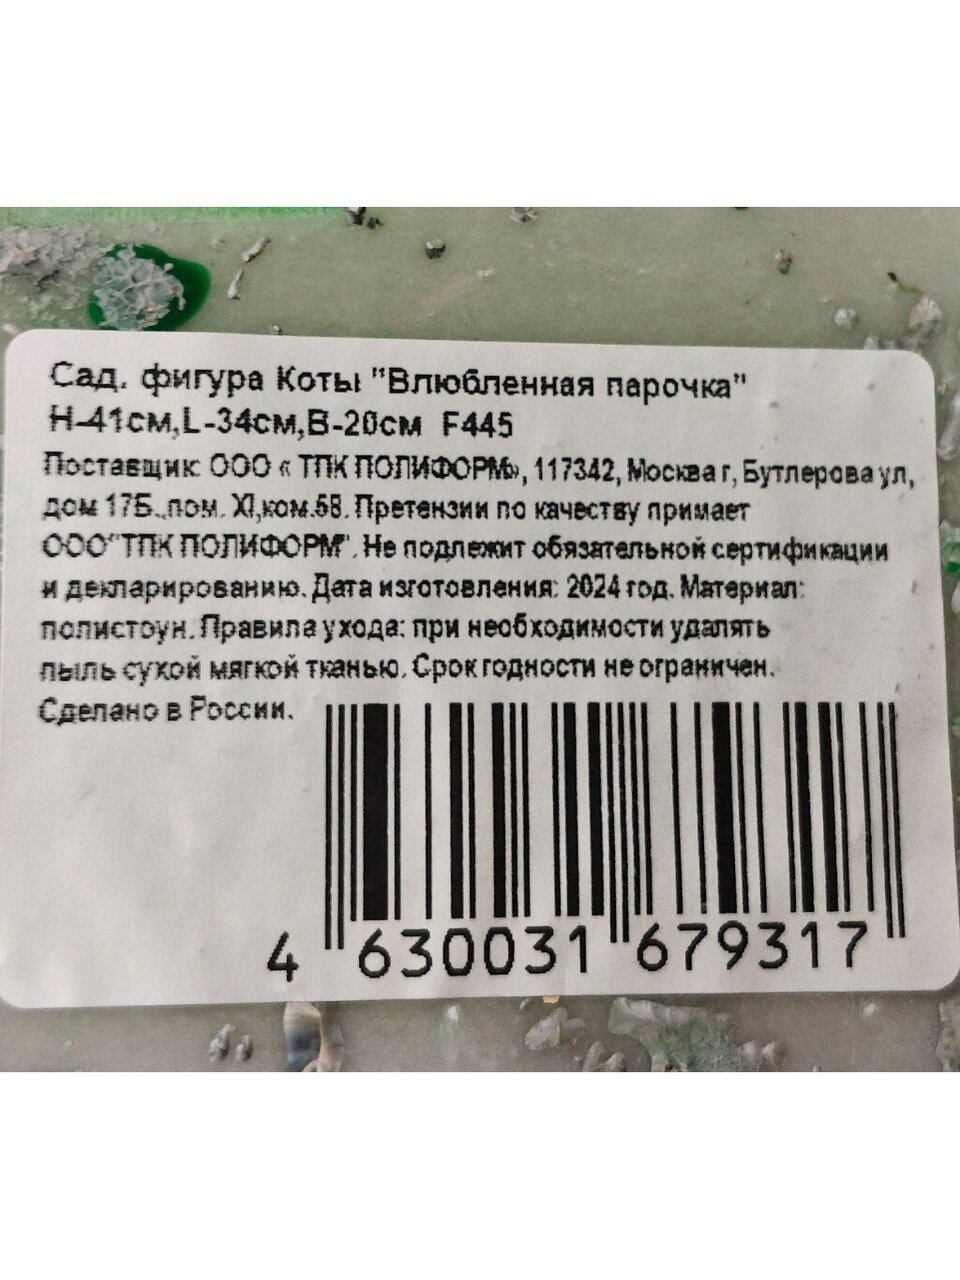 Сад. фигура Коты "Влюбленная парочка"
Н-41см,L-34см,В-20см F445
Поставщик: ООО « ТПК ПОЛИФОРМ», 117342, Москва г, Бутлерова ул,
дом 17Б.,пом. XI,ком.58. Претензии по качеству примает
ООО"ТПК ПОЛИФОРМ". Не подлежит обязательной сертификации
и декларированию. Дата изготовления: 2024 год. Материал:
полистоун. Правила ухода: при необходимости удалять
пыль сухой мягкой тканью. Срок годности не ограничен.
Сделано в России.
4 630031 679317